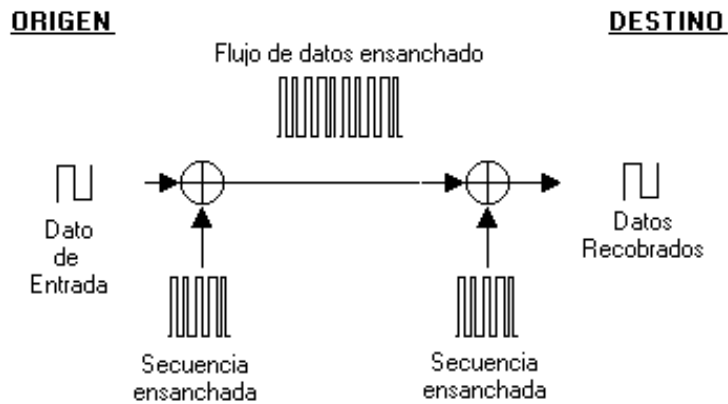 ORIGEN
DESTINO
Flujo de datos ensanchado
Dato
de
Entrada
Datos
Recobrados
Secuencia
ensanchada
Secuencia
ensanchada